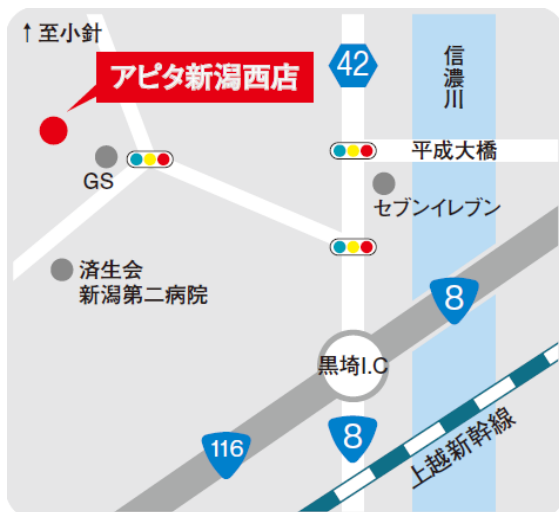 ↑至小針
アピタ新潟西店
42
信濃川
平成大橋
GS
セブンイレブン
済生会
新潟第二病院
8
黒埼I.C
116
8
上越新幹線